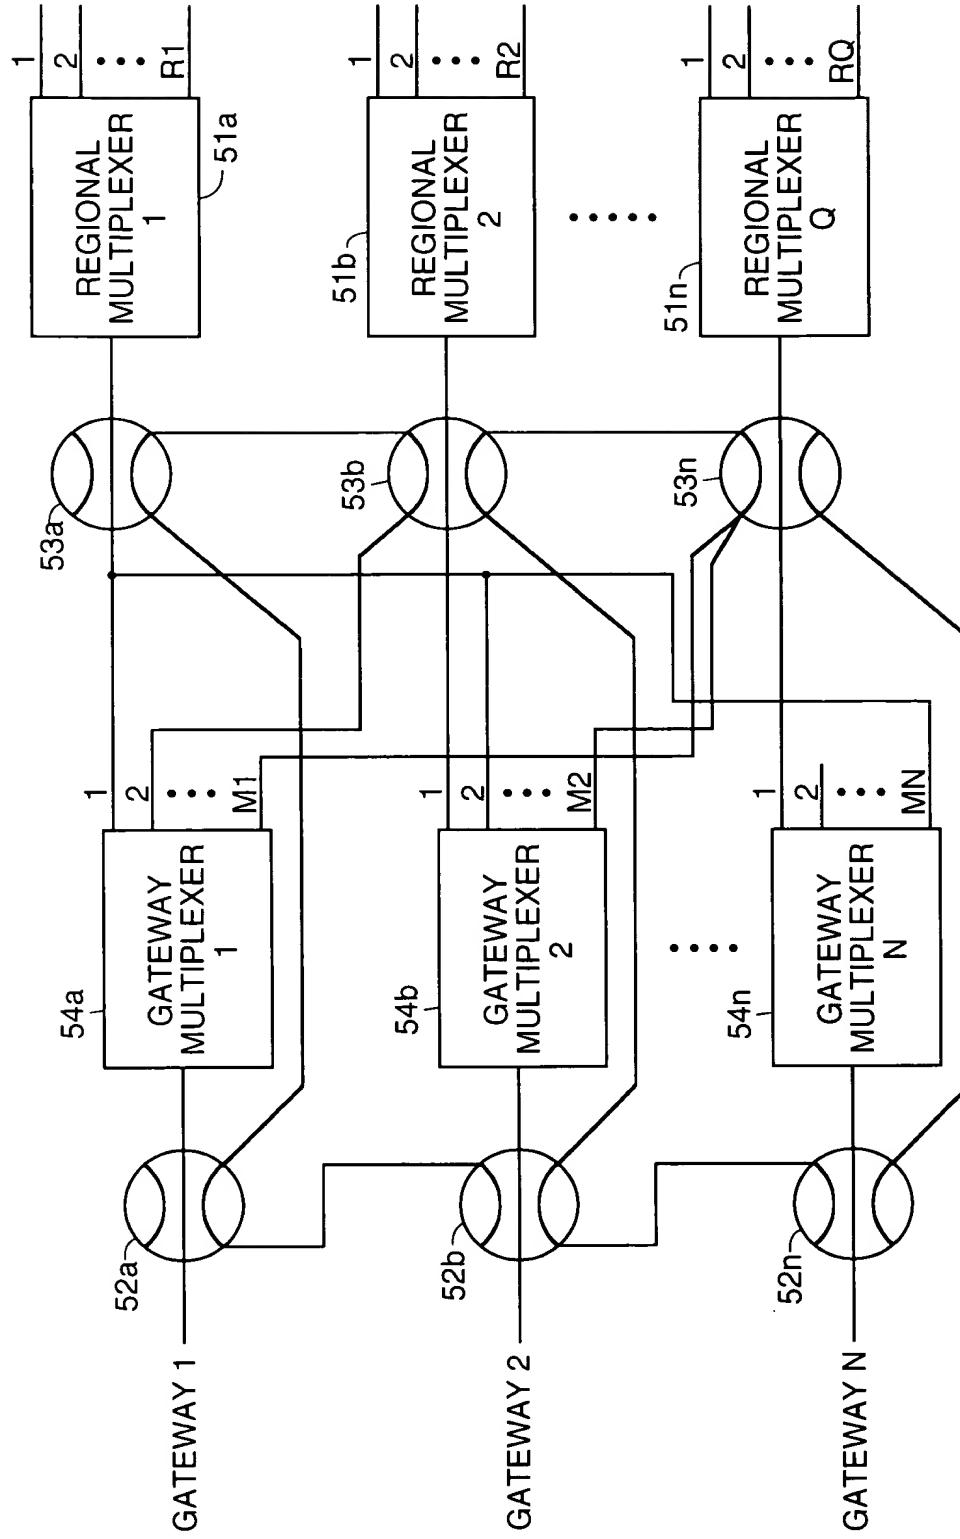 GATEWAY 1
52a
54a
GATEWAY
MULTIPLEXER
1
1
2
M1
53a
REGIONAL
MULTIPLEXER
1
51a
1
2
R1
GATEWAY 2
52b
54b
GATEWAY
MULTIPLEXER
2
1
2
M2
53b
51b
REGIONAL
MULTIPLEXER
2
1
2
R2
GATEWAY N
52n
54n
GATEWAY
MULTIPLEXER
N
1
2
MN
53n
51n
REGIONAL
MULTIPLEXER
Q
1
2
RQ